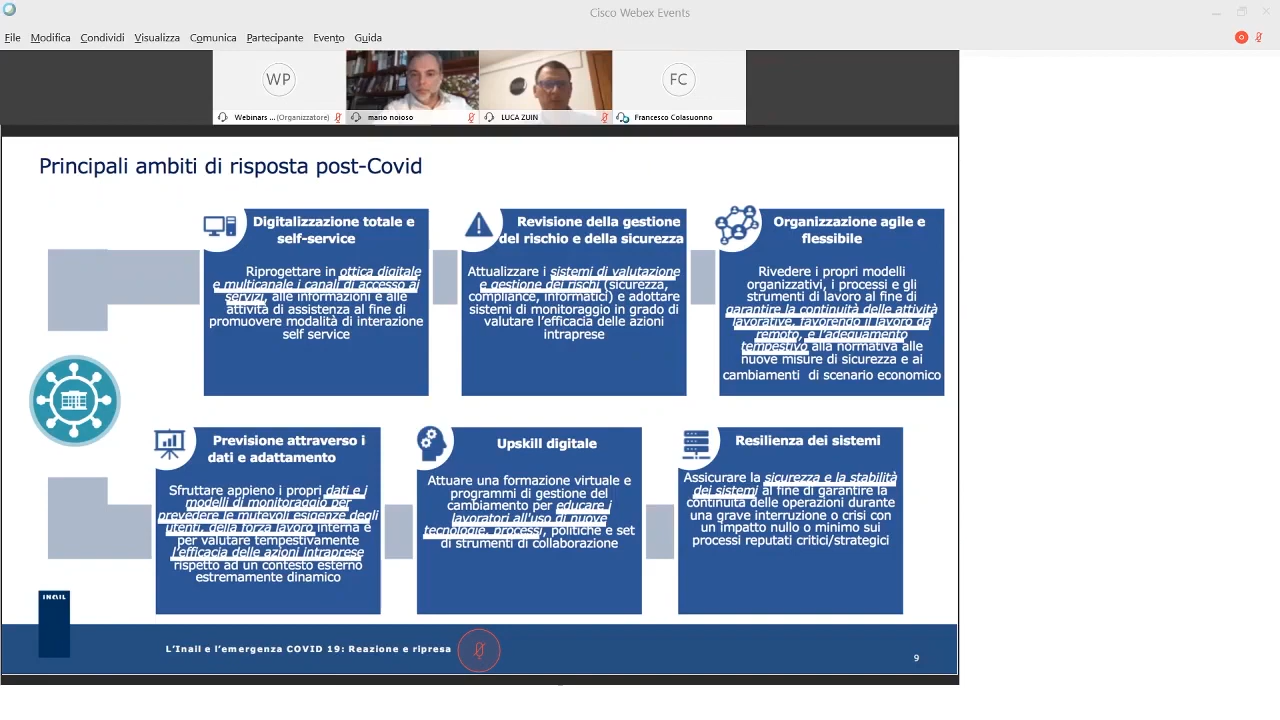 Cisco Webex Events
File Modifica Condividi Visualizza Comunica Partecipante Evento Guida
WP
FC
Webinars ... (Organizzatore)
mario noioso
LUCA ZUIN
Francesco Colasuonno
Principali ambiti di risposta post-Covid
Digitalizzazione totale e
self-service
Riprogettare in ottica digitale
e multicanale i canali di accesso ai
servizi, alle informazioni e alle
attività di assistenza al fine di
promuovere modalità di interazione
self service
Revisione della gestione
del rischio e della sicurezza
Attualizzare i sistemi di valutazione
e gestione dei rischi (sicurezza,
compliance, informatici) e adottare
sistemi di monitoraggio in grado di
valutare l'efficacia delle azioni
intraprese
Organizzazione agile e
flessibile
Rivedere i propri modelli
organizzativi, i processi e gli
strumenti di lavoro al fine di
garantire la continuità delle attività
lavorative, favorendo il lavoro da
remoto, e l'adeguamento
tempestivo alla normativa alle
nuove misure di sicurezza e ai
cambiamenti di scenario economico
Previsione attraverso i
dati e adattamento
Sfruttare appieno i propri dati e i
modelli di monitoraggio per
prevedere le mutevoli esigenze degli
utenti, della forza lavoro interna e
per valutare tempestivamente
l'efficacia delle azioni intraprese
rispetto ad un contesto esterno
estremamente dinamico
Upskill digitale
Attuare una formazione virtuale e
programmi di gestione del
cambiamento per educare i
lavoratori all'uso di nuove
tecnologie, processi, politiche e set
di strumenti di collaborazione
Resilienza dei sistemi
Assicurare la sicurezza e la stabilità
dei sistemi al fine di garantire la
continuità delle operazioni durante
una grave interruzione o crisi con
un impatto nullo o minimo sui
processi reputati critici/strategici
INAIL
L'Inail e l'emergenza COVID 19: Reazione e ripresa
9